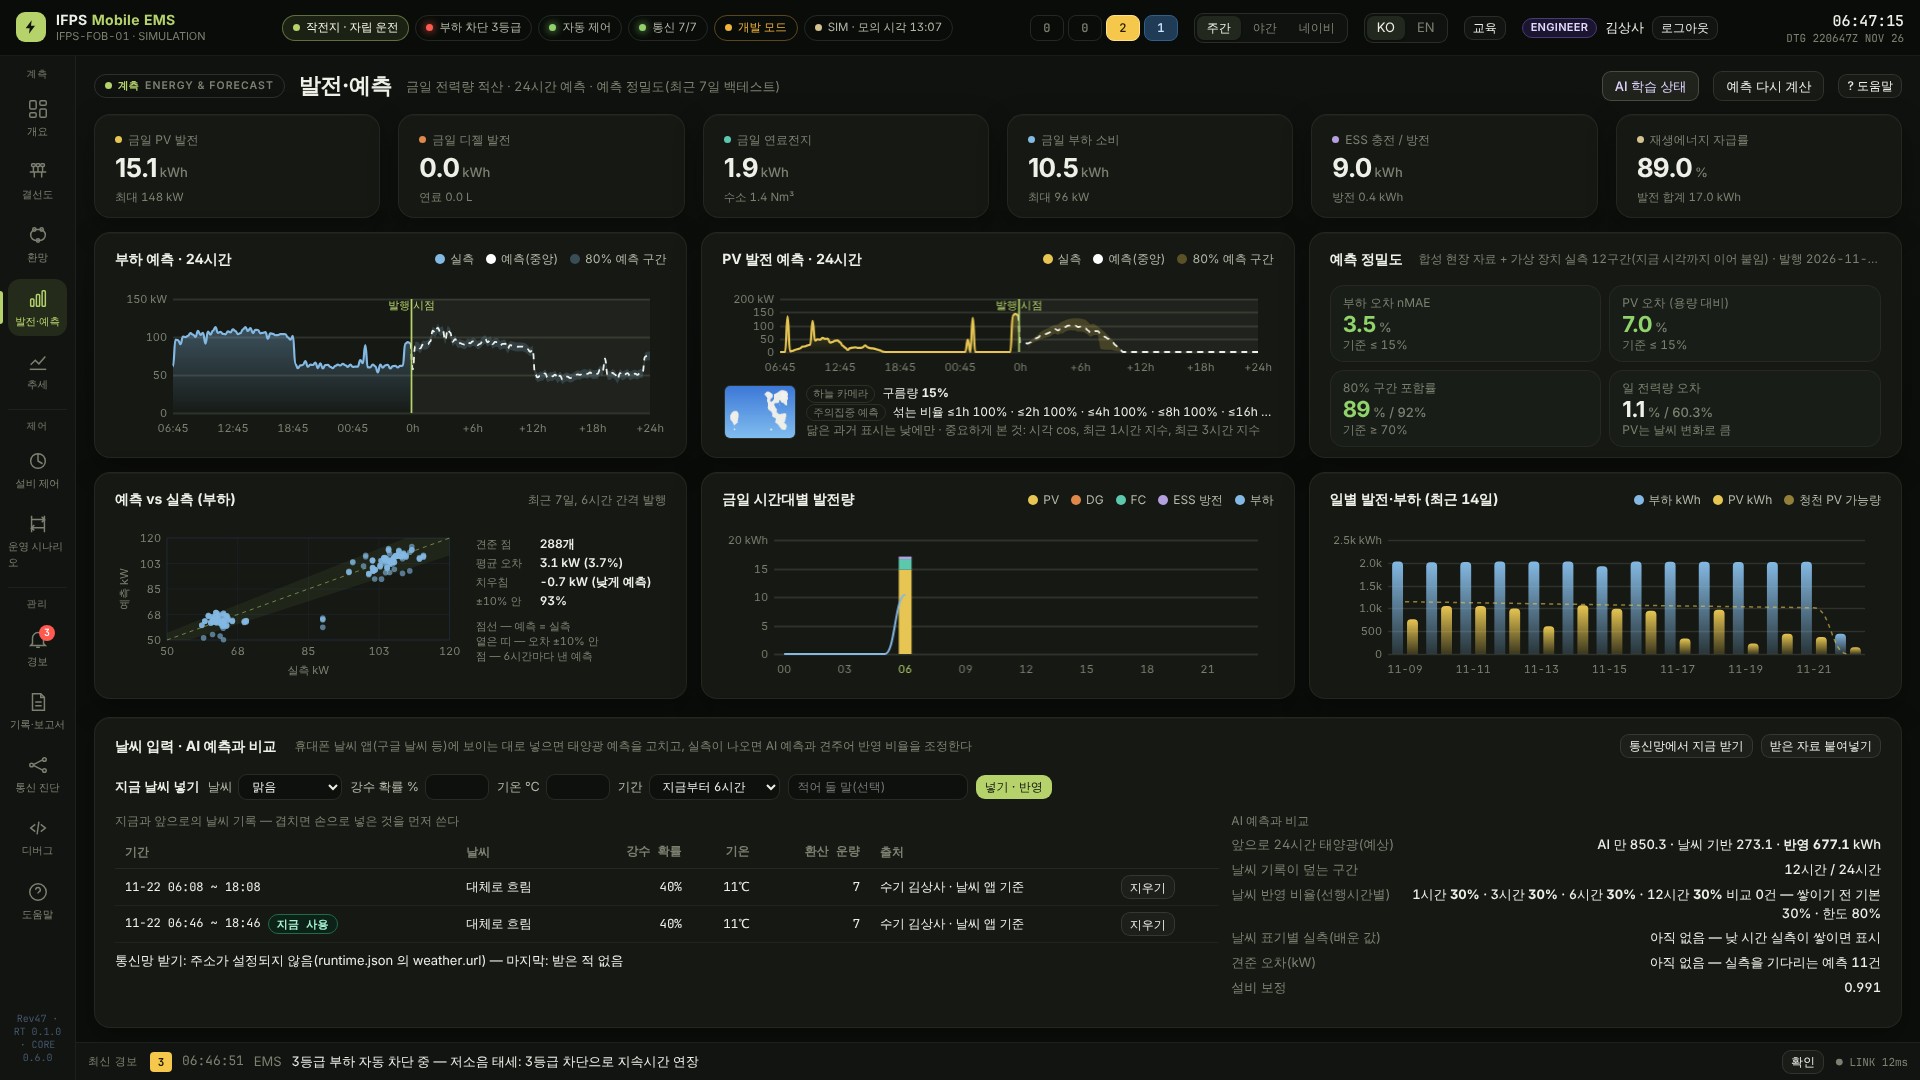 IFPS Mobile EMS
IFPS-FOB-01 · SIMULATION
작전지 · 자립 운전
부하 차단 3등급
자동 제어
통신 7/7
개발 모드
SIM · 모의 시각 13:07
0 0 2 1
주간 야간 네이비
KO EN
교육
ENGINEER 김상사 로그아웃
06:47:15
DTG 220647Z NOV 26
계측
개요
결선도
환망
발전·예측
추세
제어
설비 제어
운영 시나리오
관리
3
경보
기록·보고서
통신 진단
디버그
도움말
Rev47 · RT 0.1.0 · CORE 0.6.0
계측 ENERGY & FORECAST
발전·예측
금일 전력량 적산 · 24시간 예측 · 예측 정밀도(최근 7일 백테스트)
AI 학습 상태
예측 다시 계산
? 도움말
금일 PV 발전
15.1 kWh
최대 148 kW
금일 디젤 발전
0.0 kWh
연료 0.0 L
금일 연료전지
1.9 kWh
수소 1.4 Nm³
금일 부하 소비
10.5 kWh
최대 96 kW
ESS 충전 / 방전
9.0 kWh
방전 0.4 kWh
재생에너지 자급률
89.0 %
발전 합계 17.0 kWh
부하 예측 · 24시간
실측 예측(중앙) 80% 예측 구간
150 kW
100
50
0
발행 시점
06:45 12:45 18:45 00:45 0h +6h +12h +18h +24h
PV 발전 예측 · 24시간
실측 예측(중앙) 80% 예측 구간
200 kW
150
100
50
0
발행 시점
06:45 12:45 18:45 00:45 0h +6h +12h +18h +24h
하늘 카메라 구름량 15%
주의집중 예측 섞는 비율 ≤1h 100% · ≤2h 100% · ≤4h 100% · ≤8h 100% · ≤16h ...
닮은 과거 표시는 낮에만 · 중요하게 본 것: 시각 cos, 최근 1시간 지수, 최근 3시간 지수
예측 정밀도
합성 현장 자료 + 가상 장치 실측 12구간(지금 시각까지 이어 붙임) · 발행 2026-11-...
부하 오차 nMAE
3.5 %
기준 ≤ 15%
PV 오차 (용량 대비)
7.0 %
기준 ≤ 15%
80% 구간 포함률
89 % / 92%
기준 ≥ 70%
일 전력량 오차
1.1 % / 60.3%
PV는 날씨 변화로 큼
예측 vs 실측 (부하)
최근 7일, 6시간 간격 발행
예측 kW
120
103
85
68
50
50 68 85 103 120
실측 kW
견준 점 288개
평균 오차 3.1 kW (3.7%)
치우침 -0.7 kW (낮게 예측)
±10% 안 93%
점선 — 예측 = 실측
옅은 띠 — 오차 ±10% 안
점 — 6시간마다 낸 예측
금일 시간대별 발전량
PV DG FC ESS 방전 부하
20 kWh
15
10
5
0
00 03 06 09 12 15 18 21
일별 발전·부하 (최근 14일)
부하 kWh PV kWh 청천 PV 가능량
2.5k kWh
2.0k
1.5k
1.0k
500
0
11-09 11-11 11-13 11-15 11-17 11-19 11-21
날씨 입력 · AI 예측과 비교
휴대폰 날씨 앱(구글 날씨 등)에 보이는 대로 넣으면 태양광 예측을 고치고, 실측이 나오면 AI 예측과 견주어 반영 비율을 조정한다
통신망에서 지금 받기
받은 자료 붙여넣기
지금 날씨 넣기 날씨 맑음 강수 확률 % 기온 ℃ 기간 지금부터 6시간 적어 둘 말(선택) 넣기 · 반영
지금과 앞으로의 날씨 기록 — 겹치면 손으로 넣은 것을 먼저 쓴다
기간 날씨 강수 확률 기온 환산 운량 출처
11-22 06:08 ~ 18:08 대체로 흐림 40% 11℃ 7 수기 김상사 · 날씨 앱 기준 지우기
11-22 06:46 ~ 18:46 지금 사용 대체로 흐림 40% 11℃ 7 수기 김상사 · 날씨 앱 기준 지우기
통신망 받기: 주소가 설정되지 않음(runtime.json 의 weather.url) — 마지막: 받은 적 없음
AI 예측과 비교
앞으로 24시간 태양광(예상) AI 만 850.3 · 날씨 기반 273.1 · 반영 677.1 kWh
날씨 기록이 덮는 구간 12시간 / 24시간
날씨 반영 비율(선행시간별) 1시간 30% · 3시간 30% · 6시간 30% · 12시간 30% 비교 0건 — 쌓이기 전 기본
30% · 한도 80%
날씨 표기별 실측(배운 값) 아직 없음 — 낮 시간 실측이 쌓이면 표시
견준 오차(kW) 아직 없음 — 실측을 기다리는 예측 11건
설비 보정 0.991
최신 경보 3 06:46:51 EMS 3등급 부하 자동 차단 중 — 저소음 태세: 3등급 차단으로 지속시간 연장
확인
LINK 12ms